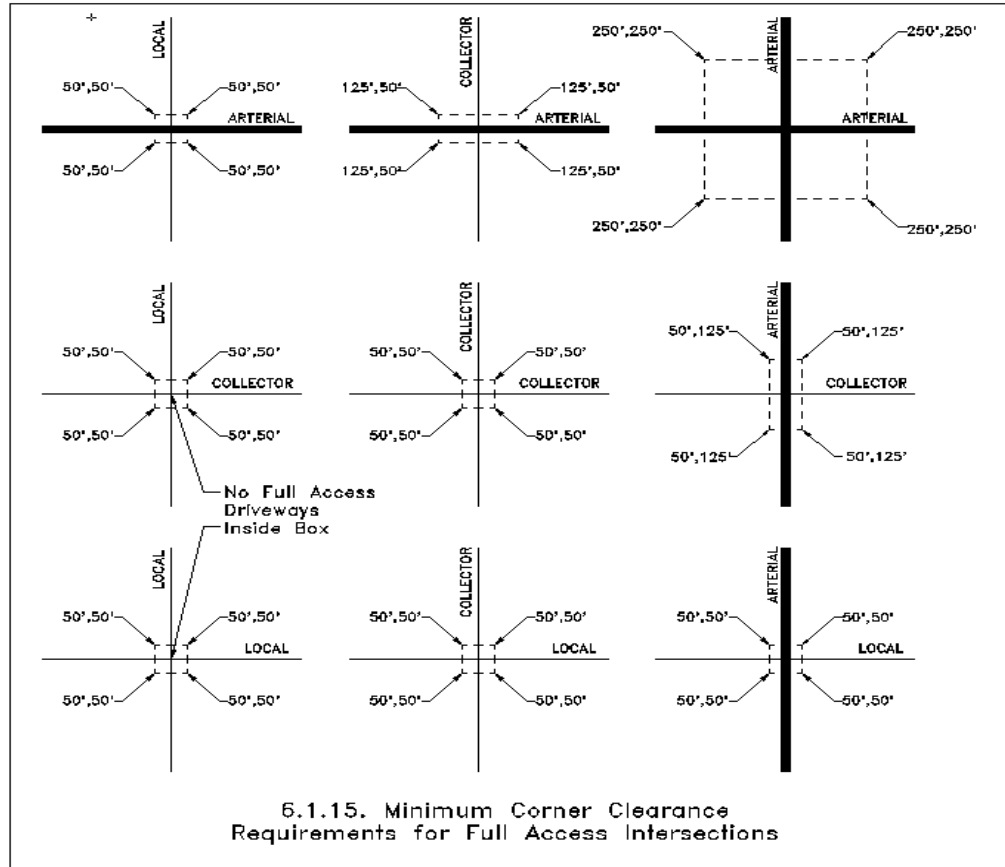 LOCAL
50',50'
50',50'
ARTERIAL
50',50'
50',50'
COLLECTOR
125',50'
125',50'
ARTERIAL
125',50'
125',50'
250',250'
250',250'
ARTERIAL
ARTERIAL
250',250'
250',250'
LOCAL
50',50'
50',50'
COLLECTOR
50',50'
50',50'
COLLECTOR
50',50'
50',50'
COLLECTOR
50',50'
50',50'
ARTERIAL
50',125'
50',125'
COLLECTOR
50',125'
50',125'
No Full Access
Driveways
Inside Box
LOCAL
50',50'
50',50'
LOCAL
50',50'
50',50'
COLLECTOR
50',50'
50',50'
LOCAL
50',50'
50',50'
ARTERIAL
50',50'
50',50'
LOCAL
50',50'
50',50'
6.1.15. Minimum Corner Clearance
Requirements for Full Access Intersections